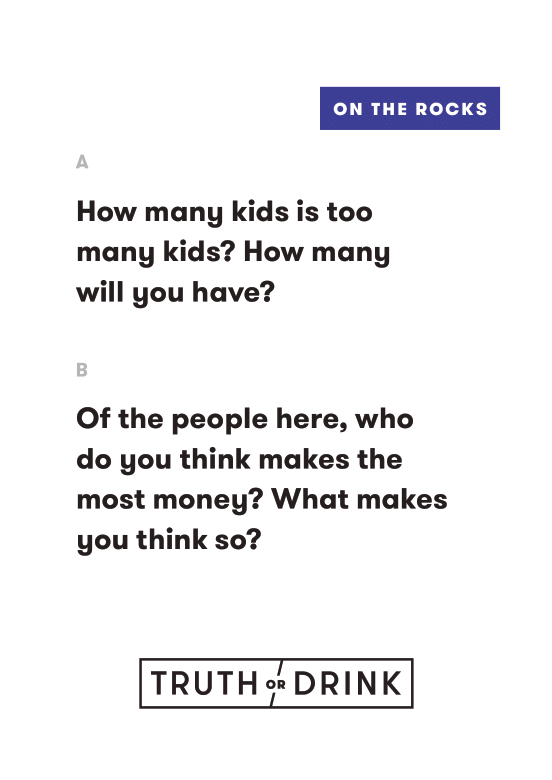 ON THE ROCKS
A
How many kids is too
many kids? How many
will you have?
B
Of the people here, who
do you think makes the
most money? What makes
you think so?
TRUTH OR DRINK